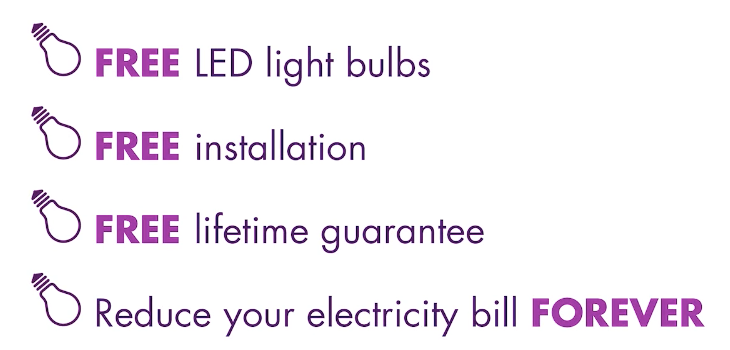 FREE LED light bulbs
FREE installation
FREE lifetime guarantee
Reduce your electricity bill FOREVER